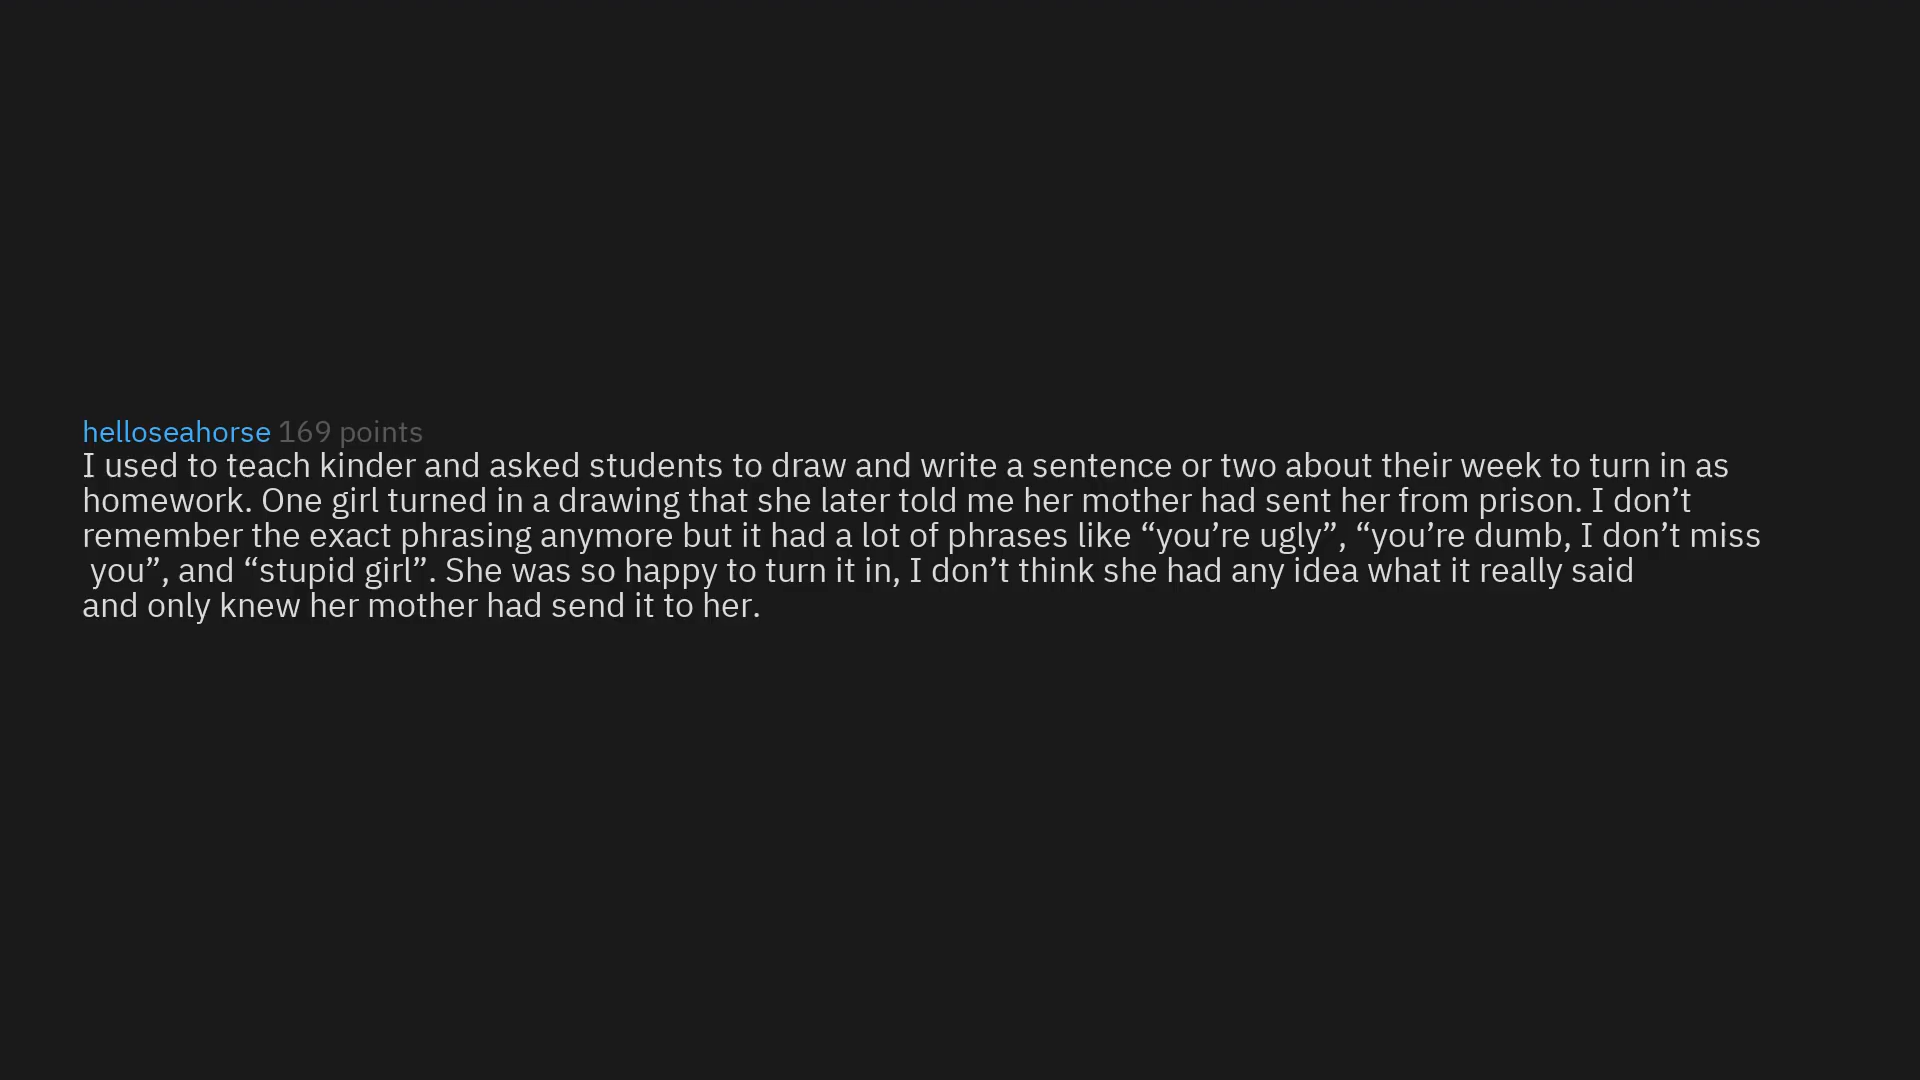 helloseahorse 169 points
I used to teach kinder and asked students to draw and write a sentence or two about their week to turn in as
homework. One girl turned in a drawing that she later told me her mother had sent her from prison. I don’t
remember the exact phrasing anymore but it had a lot of phrases like “you’re ugly”, “you’re dumb, I don’t miss
you”, and “stupid girl”. She was so happy to turn it in, I don’t think she had any idea what it really said
and only knew her mother had send it to her.